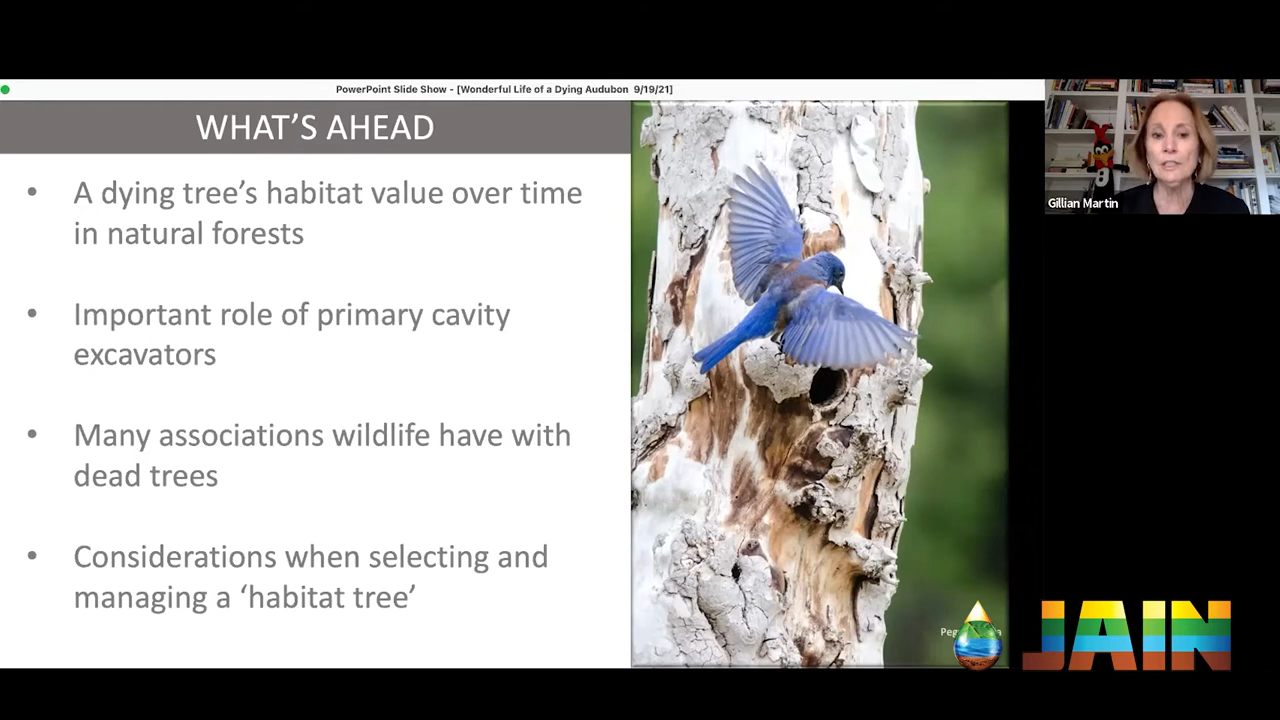 PowerPoint Slide Show - [Wonderful Life of a Dying Audubon 9/19/21]
WHAT'S AHEAD
• A dying tree's habitat value over time
in natural forests
• Important role of primary cavity
excavators
• Many associations wildlife have with
dead trees
• Considerations when selecting and
managing a ‘habitat tree’
Gillian Martin
JAIN